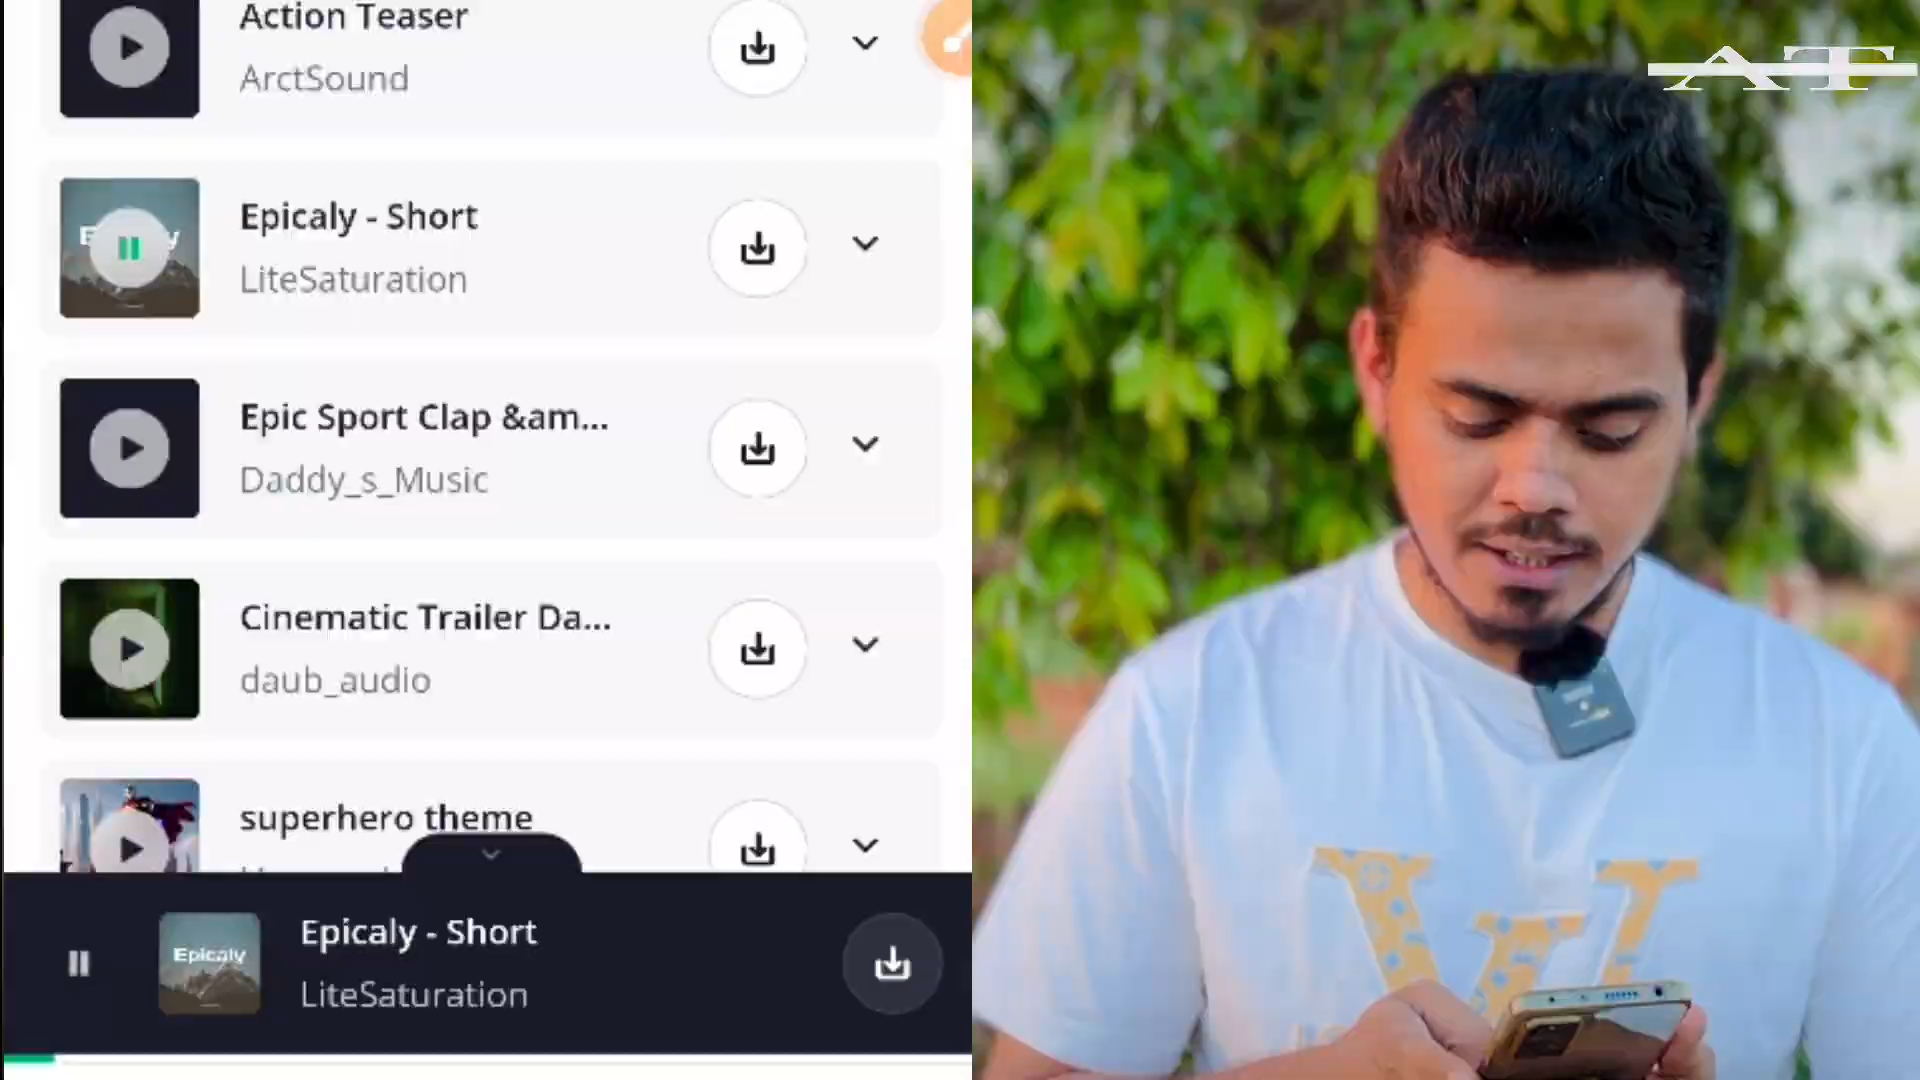 Action Teaser
ArctSound
Epicaly - Short
LiteSaturation
Epic Sport Clap &am...
Daddy_s_Music
Cinematic Trailer Da...
daub_audio
superhero theme
Epicaly - Short
Epicaly
LiteSaturation
AT